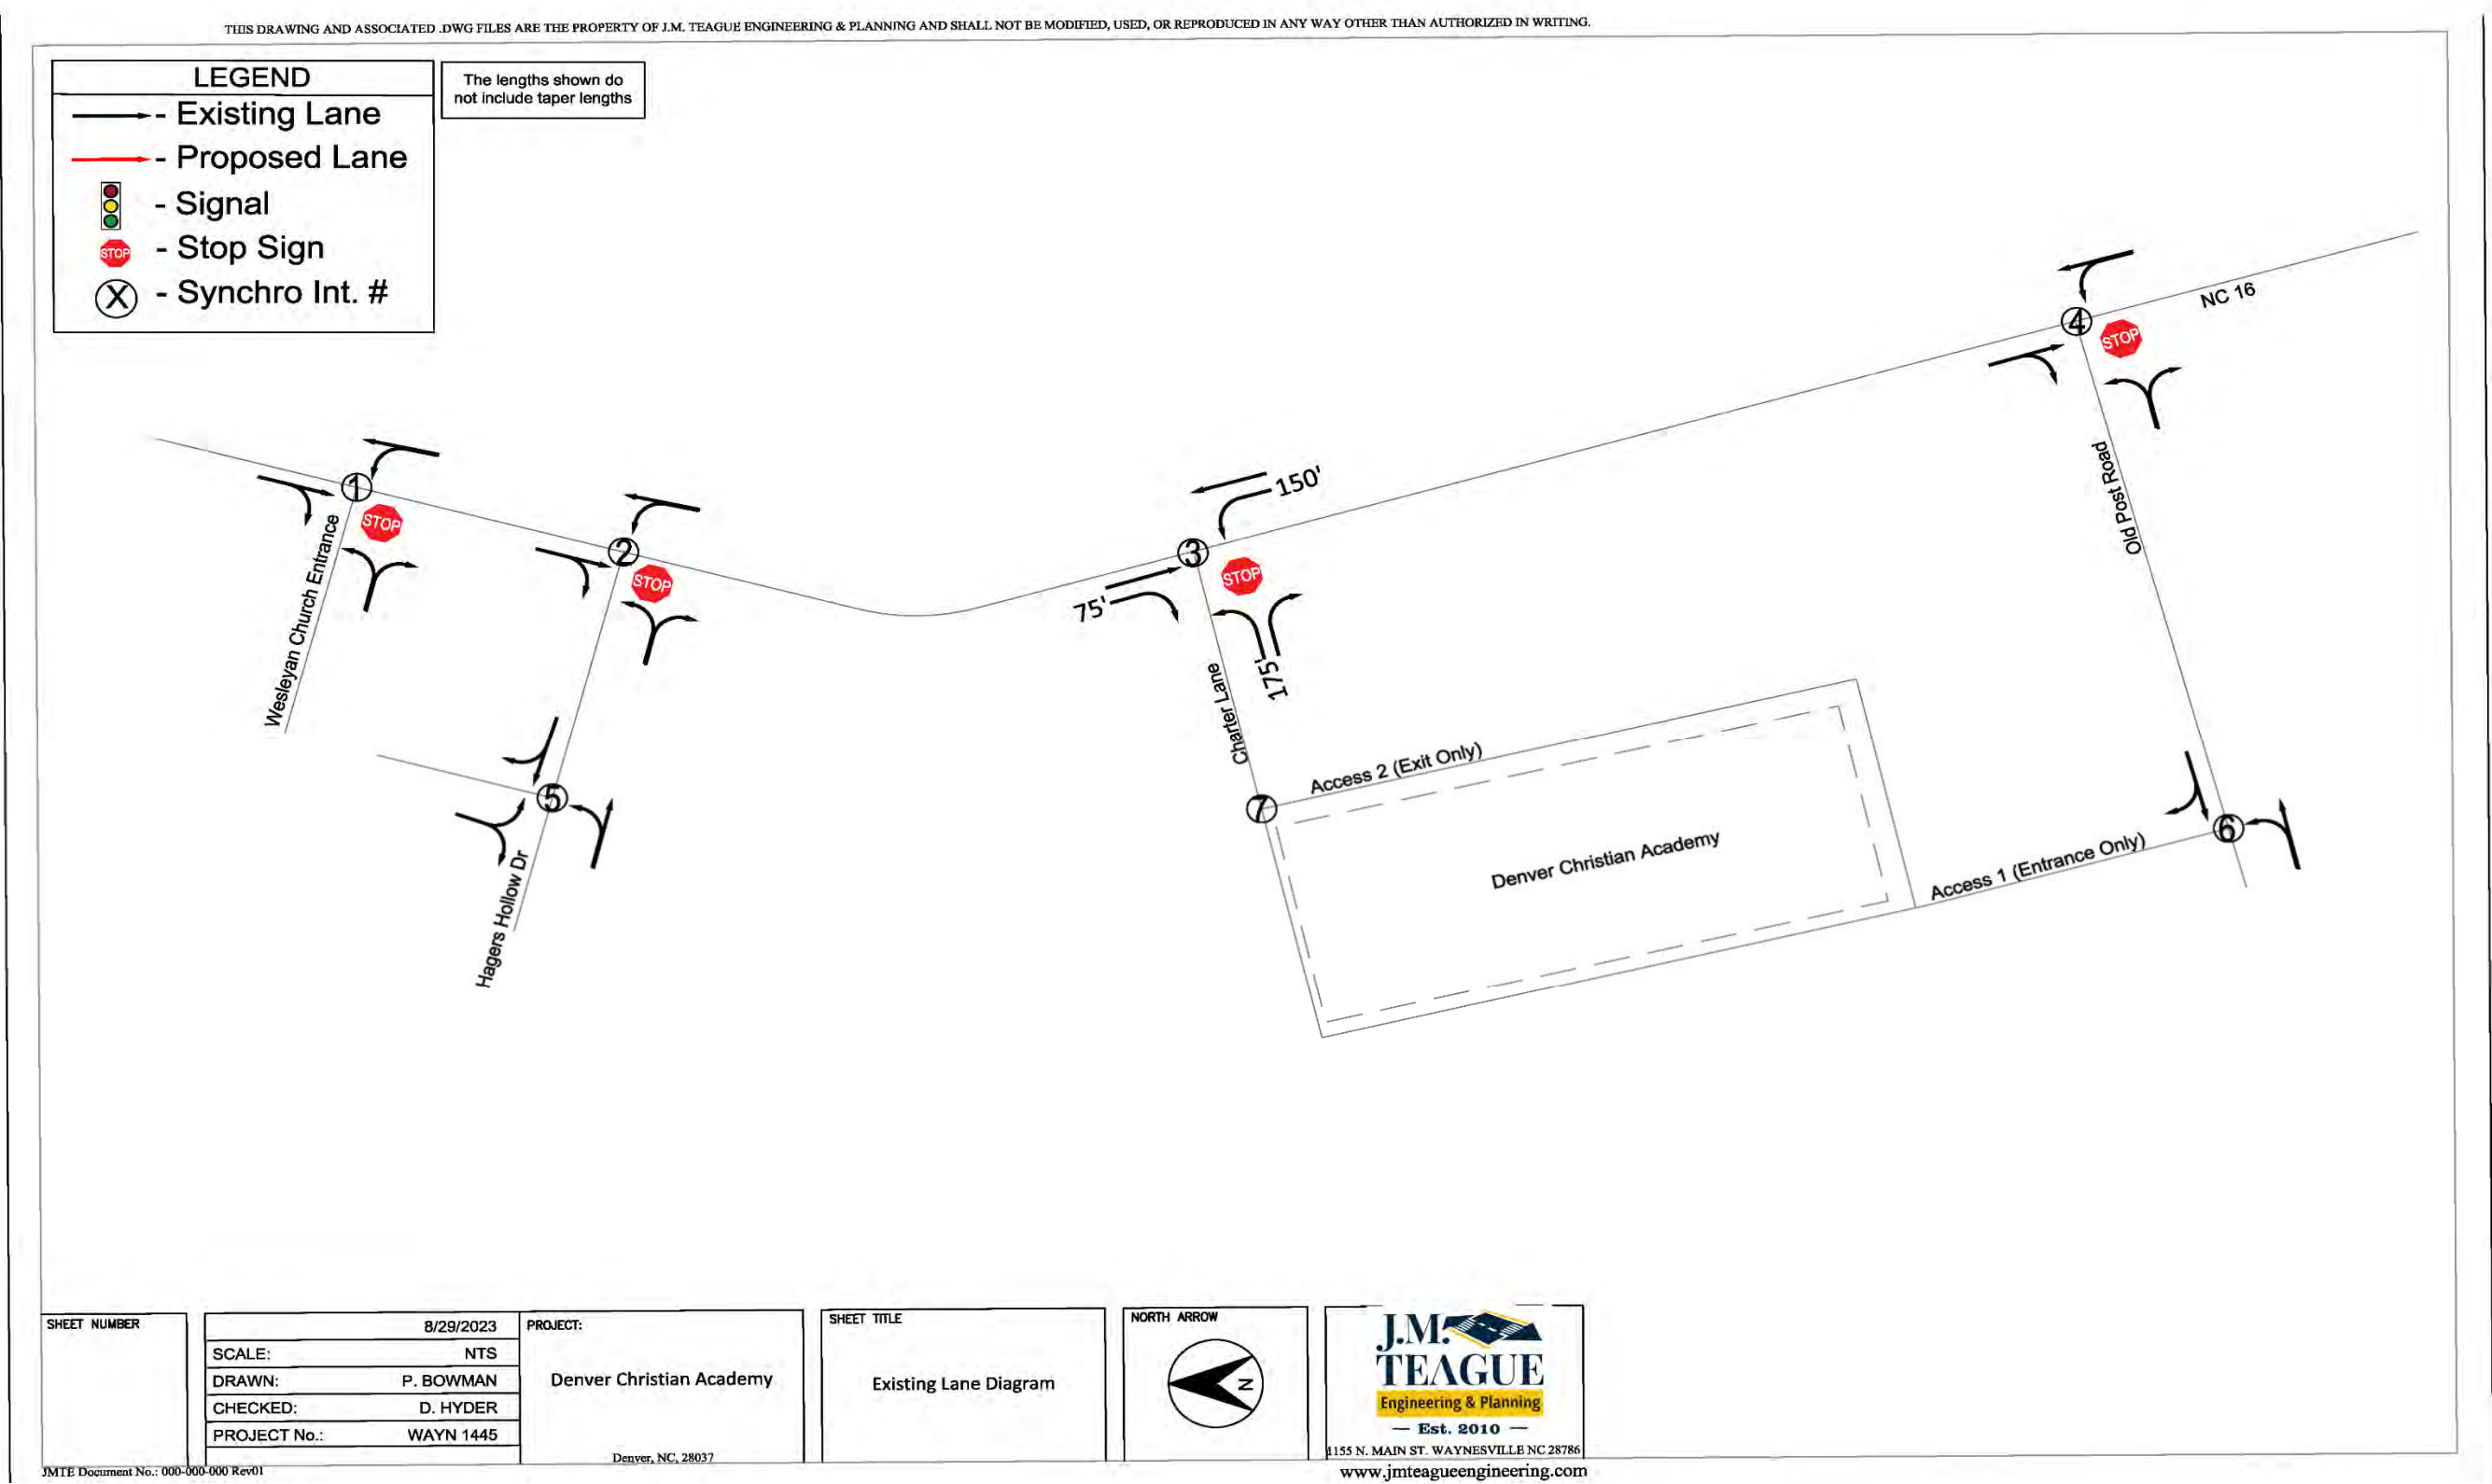 THIS DRAWING AND ASSOCIATED .DWG FILES ARE THE PROPERTY OF J.M. TEAGUE ENGINEERING & PLANNING AND SHALL NOT BE MODIFIED, USED, OR REPRODUCED IN ANY WAY OTHER THAN AUTHORIZED IN WRITING.
LEGEND
- Existing Lane
- Proposed Lane
- Signal
STOP - Stop Sign
X - Synchro Int. #
The lengths shown do
not include taper lengths
NC 16
4
STOP
Old Post Road
1
STOP
Wesleyan Church Entrance
2
STOP
150'
3
STOP
75'
175'
Charter Lane
5
Hagers Hollow Dr
7
Access 2 (Exit Only)
Denver Christian Academy
Access 1 (Entrance Only)
6
SHEET NUMBER
8/29/2023
SCALE: NTS
DRAWN: P. BOWMAN
CHECKED: D. HYDER
PROJECT No.: WAYN 1445
PROJECT:
Denver Christian Academy
Denver, NC, 28037
SHEET TITLE
Existing Lane Diagram
NORTH ARROW
N
J.M.
TEAGUE
Engineering & Planning
— Est. 2010 —
1155 N. MAIN ST. WAYNESVILLE NC 28786
www.jmteagueengineering.com
JMTE Document No.: 000-000-000 Rev01